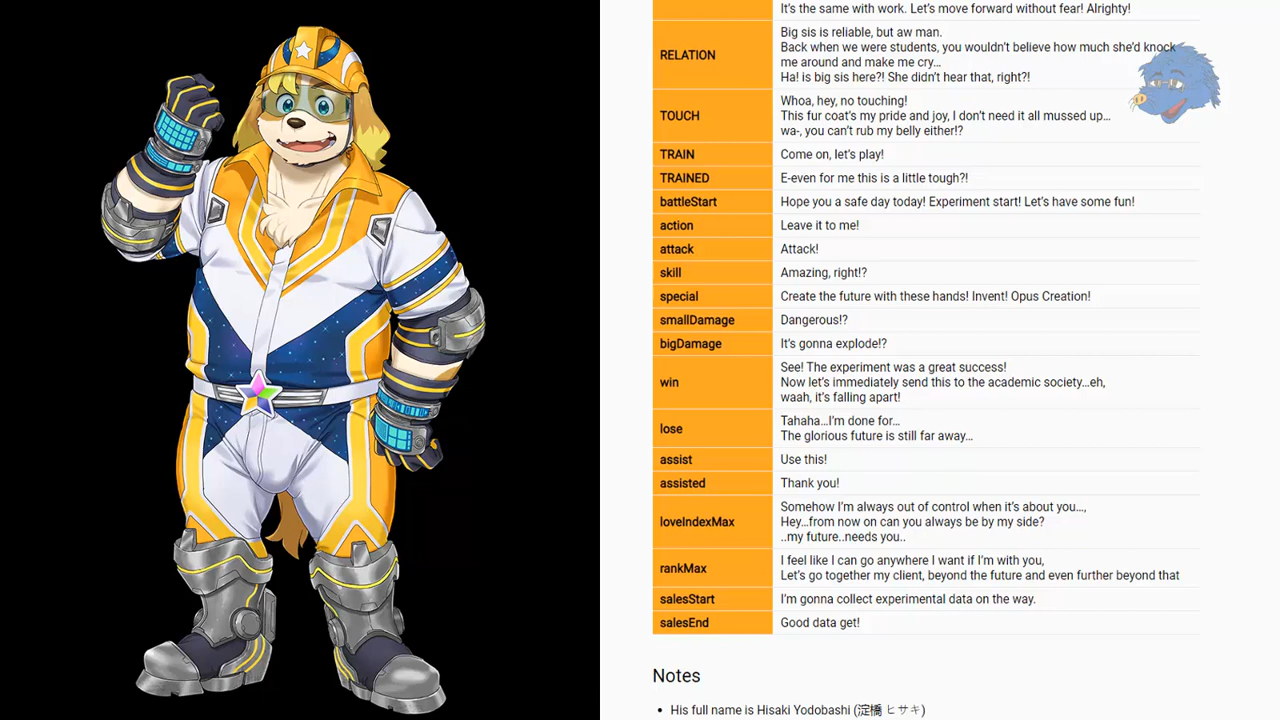 It's the same with work. Let's move forward without fear! Alrighty!
RELATION
Big sis is reliable, but aw man.
Back when we were students, you wouldn't believe how much she'd knock
me around and make me cry…
Ha! is big sis here?! She didn't hear that, right?!
TOUCH
Whoa, hey, no touching!
This fur coat's my pride and joy, I don't need it all mussed up…
wa-, you can't rub my belly either!?
TRAIN
Come on, let's play!
TRAINED
E-even for me this is a little tough?!
battleStart
Hope you a safe day today! Experiment start! Let's have some fun!
action
Leave it to me!
attack
Attack!
skill
Amazing, right!?
special
Create the future with these hands! Invent! Opus Creation!
smallDamage
Dangerous!?
bigDamage
It's gonna explode!?
win
See! The experiment was a great success!
Now let's immediately send this to the academic society…eh,
waah, it's falling apart!
lose
Tahaha…I'm done for…
The glorious future is still far away…
assist
Use this!
assisted
Thank you!
loveIndexMax
Somehow I'm always out of control when it's about you…,
Hey…from now on can you always be by my side?
..my future..needs you..
rankMax
I feel like I can go anywhere I want if I'm with you,
Let's go together my client, beyond the future and even further beyond that
salesStart
I'm gonna collect experimental data on the way.
salesEnd
Good data get!
Notes
• His full name is Hisaki Yodobashi (淀橋 ヒサキ)